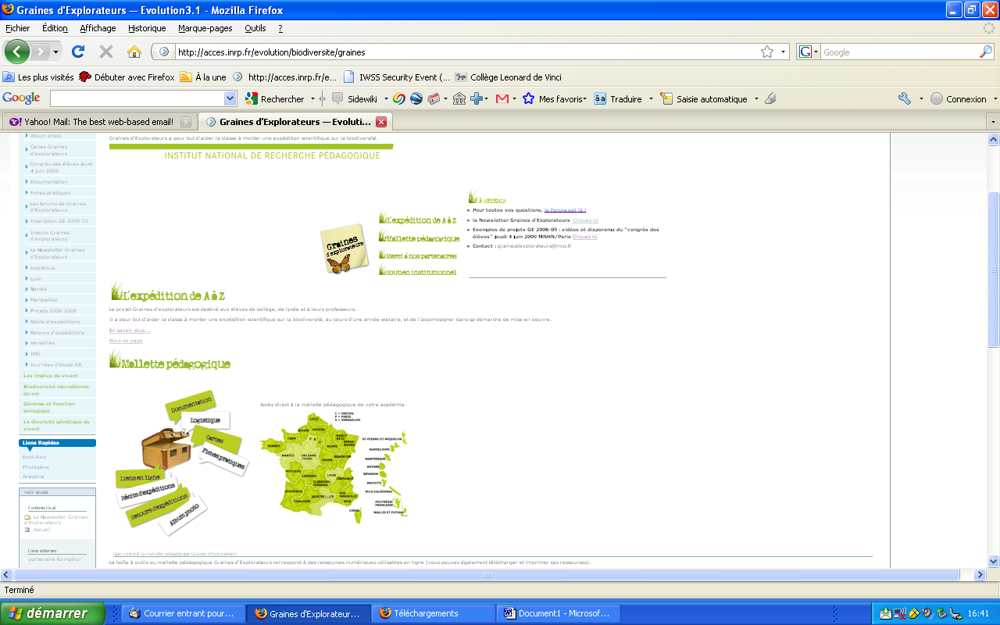 Graines d'Explorateurs — Evolution3.1 - Mozilla Firefox
Fichier Édition Affichage Historique Marque-pages Outils ?
http://acces.inrp.fr/evolution/biodiversite/graines
Google
Les plus visités Débuter avec Firefox À la une http://acces.inrp.fr/e... IWSS Security Event (... Collège Leonard de Vinci
Google Rechercher Sidewiki Mes favoris Traduire Saisie automatique Connexion
Yahoo! Mail: The best web-based email! Graines d'Explorateurs — Evoluti...
Album photo
Cartes Graines
d'explorateurs
Congrès des élèves jeudi
4 juin 2009
Documentation
Fiches pratiques
Les forums de Graines
d'Explorateurs
Inscription GE 2009-10
Inscrits Graines
d'explorateurs
La Newsletter Graines
d'Explorateurs
Logistique
Lyon
Nantes
Montpellier
Projets 2008-2009
Récits d'expéditions
Retours d'expéditions
Versailles
JMG
Journées d'étude GE
Les limites du vivant
Biodiversité microbienne
du sol
Génome et fonction
biologique
La diversité génétique du
vivant
Liens Rapides
Evolution
Phylogène
Anagène
voir aussi
Contenu local
La Newsletter Graines
d'Explorateurs
Accueil
Liens externes
partenaire formation
Graines d'Explorateurs a pour but d'aider la classe à monter une expédition scientifique sur la biodiversité.
INSTITUT NATIONAL DE RECHERCHE PÉDAGOGIQUE
Graines
d'explorateurs
L'expédition de A à Z
Mallette pédagogique
Merci à nos partenaires
Soutien institutionnel
À RETENIR
Pour toutes vos questions, le forum est là !
la Newsletter Graines d'Explorateurs Cliquez ici
Exemples de projets GE 2008-09 : vidéos et diaporama du "congrès des
élèves" jeudi 4 juin 2009 MNHN/Paris Cliquez ici
Contact : grainesdexplorateurs@inrp.fr
L'expédition de A à Z
Le projet Graines d'explorateurs est destiné aux élèves de collège, de lycée et à leurs professeurs.
Il a pour but d'aider la classe à monter une expédition scientifique sur la biodiversité, au cours d'une année scolaire, et de l'accompagner dans sa démarche de mise en oeuvre.
En savoir plus...
Haut de page
Mallette pédagogique
Documentation
Logistique
Cartes
Fiches pratiques
Liens en ligne
Récits d'expéditions
Retours d'expéditions
Album photo
Accès direct à la mallette pédagogique de votre académie.
C = CRETEIL
P = PARIS
V = VERSAILLES
LILLE
ROUEN AMIENS
CAEN
REIMS
NANCY
METZ
STRAS-
BOURG
RENNES
NANTES
ORLEANS
TOURS
DIJON
BESANCON
POITIERS
LIMOGES
CLERMONT-
FERRAND
LYON
GRENOBLE
BORDEAUX
TOULOUSE
MONTPELLIER
AIX
MARSEILLE
NICE
CORSE
ST-PIERRE-ET-MIQUELON
GUADELOUPE
MARTINIQUE
GUYANE
RÉUNION
MAYOTTE
NLLE-CALÉDONIE
POLYNÉSIE
FRANÇAISE
WALLIS ET FUTUNA
Que contient la mallette pédagogique Graines d'Explorateurs?
La boîte à outils ou mallette pédagogique Graines d'Explorateurs correspond à des ressources numériques utilisables en ligne (vous pouvez également télécharger et imprimer ces ressources).
Terminé
démarrer Courrier entrant pour... Graines d'Explorateur... Téléchargements Document1 - Microsof... 16:41